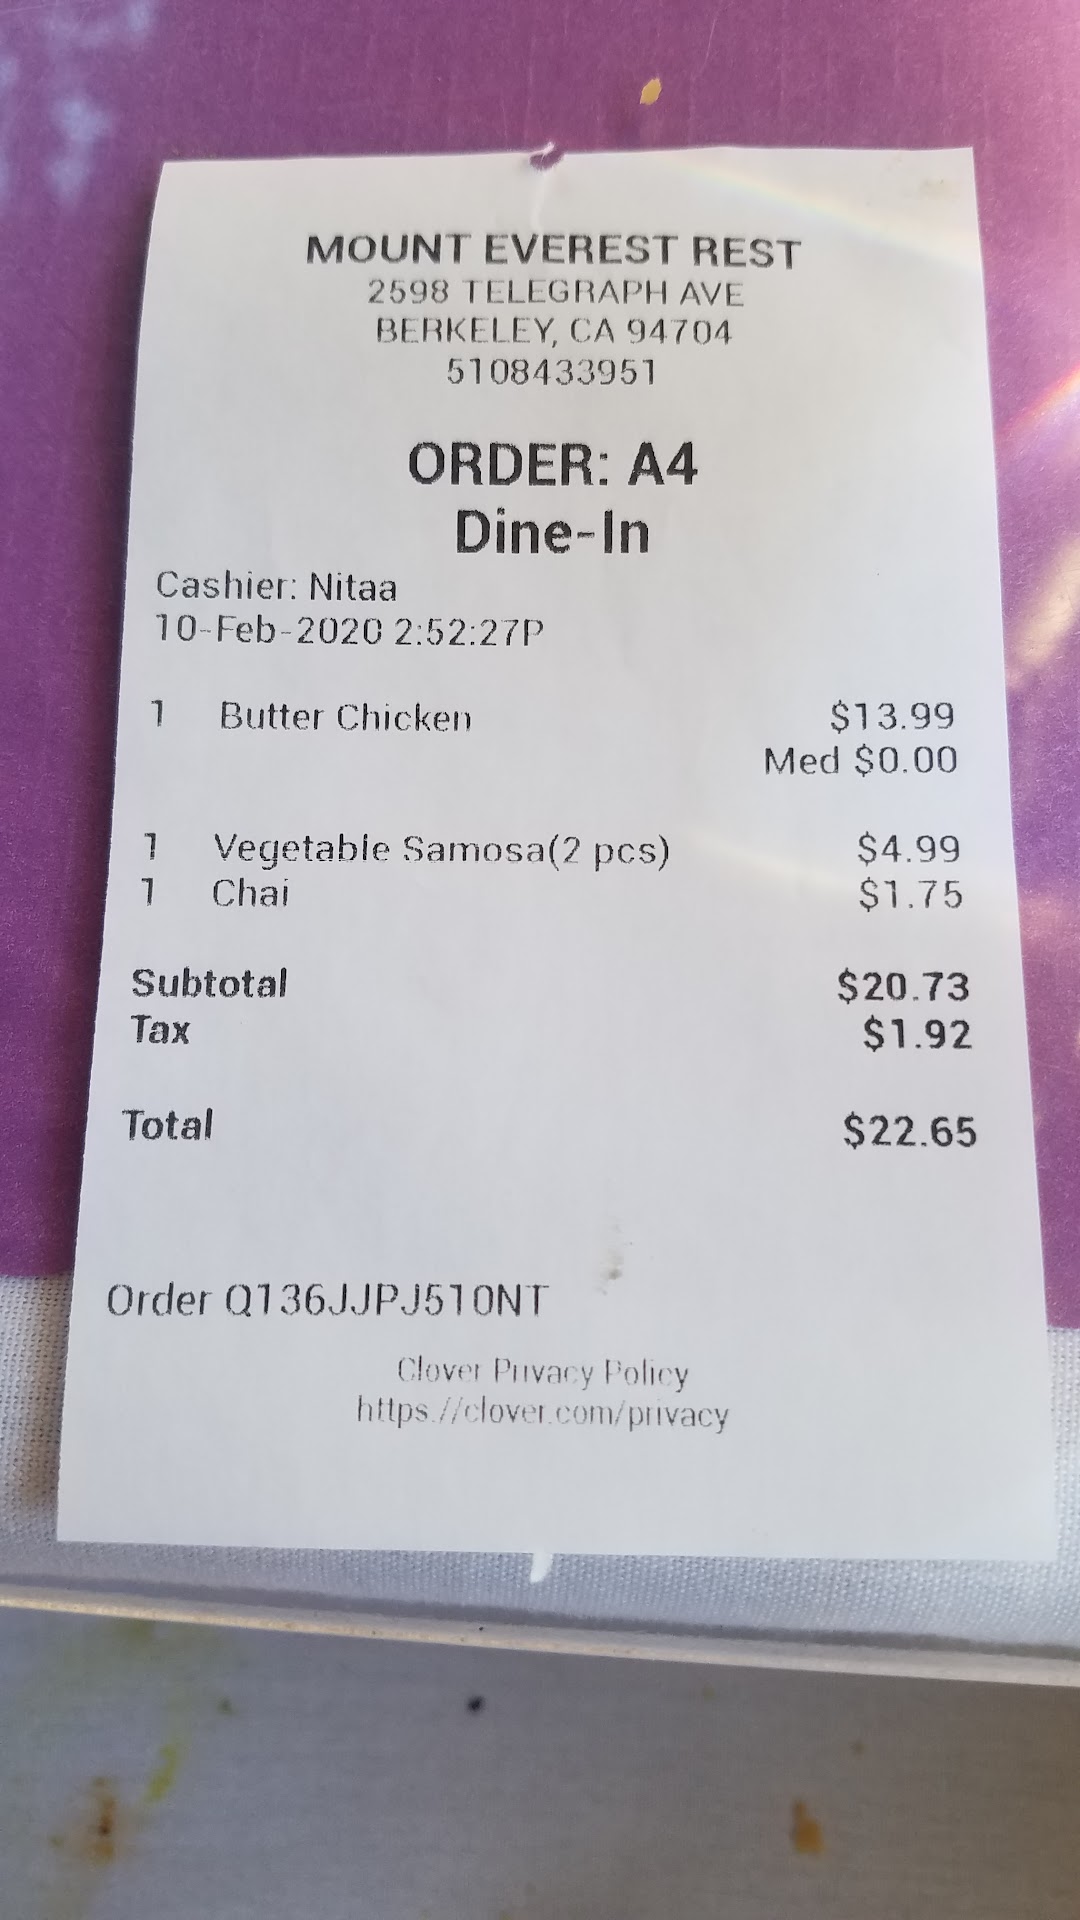 MOUNT EVEREST REST
2598 TELEGRAPH AVE
BERKELEY, CA 94704
5108433951
ORDER: A4
Dine-In
Cashier: Nitaa
10-Feb-2020 2:52:27P
1 Butter Chicken $13.99
Med $0.00
1 Vegetable Samosa(2 pcs) $4.99
1 Chai $1.75
Subtotal $20.73
Tax $1.92
Total $22.65
Order Q136JJPJ510NT
Clover Privacy Policy
https://clover.com/privacy